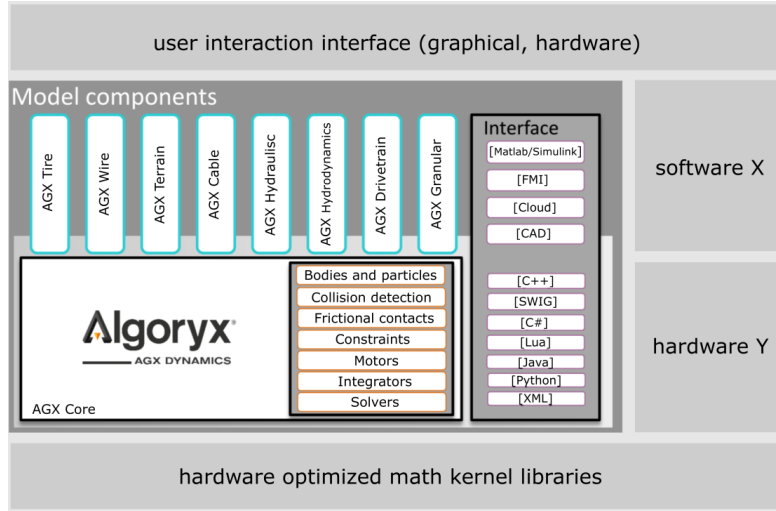 user interaction interface (graphical, hardware)
Model components
AGX Tire
AGX Wire
AGX Terrain
AGX Cable
AGX Hydraulisc
AGX Hydrodynamics
AGX Drivetrain
AGX Granular
Interface
[Matlab/Simulink]
[FMI]
[Cloud]
[CAD]
[C++]
[SWIG]
[C#]
[Lua]
[Java]
[Python]
[XML]
software X
hardware Y
Bodies and particles
Collision detection
Frictional contacts
Constraints
Motors
Integrators
Solvers
Algoryx
AGX DYNAMICS
AGX Core
hardware optimized math kernel libraries